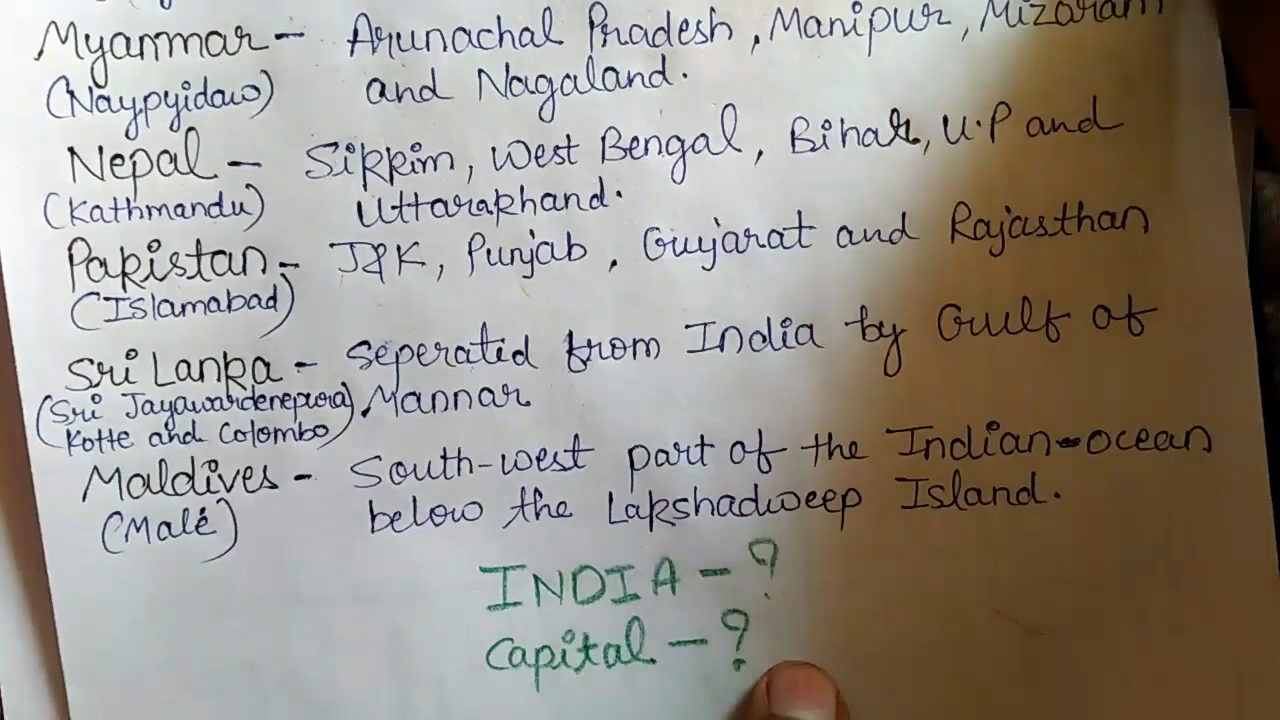 Myanmar - Arunachal Pradesh, Manipur, Mizoram
(Naypyidaw) and Nagaland.
Nepal - Sikkim, West Bengal, Bihar, U.P and
(Kathmandu) Uttarakhand.
Pakistan - J&K, Punjab, Gujarat and Rajasthan
(Islamabad)
Sri Lanka - seperated from India by Gulf of
(Sri Jayawardenepura Mannar
Kotte and Colombo)
Maldives - South-west part of the Indian-ocean
(Malé) below the Lakshadweep Island.
INDIA - ?
Capital - ?